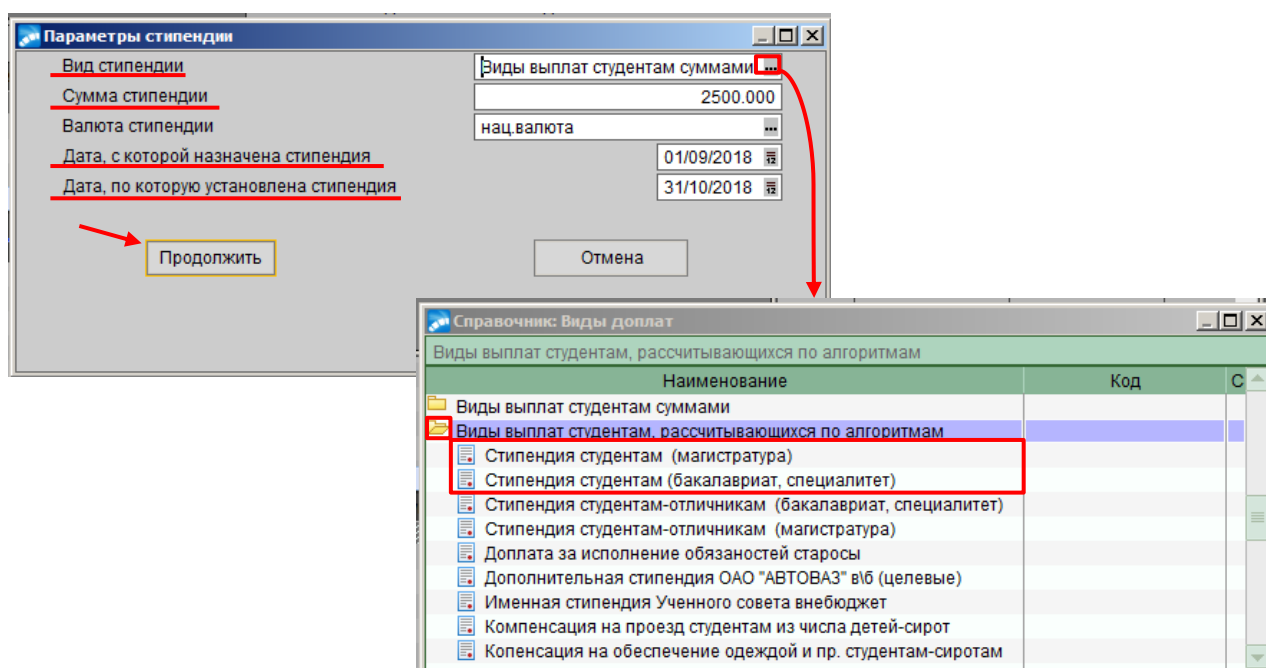 Параметры стипендии
Вид стипендии
Виды выплат студентам суммами
Сумма стипендии
2500.000
Валюта стипендии
нац.валюта
Дата, с которой назначена стипендия
01/09/2018
Дата, по которую установлена стипендия
31/10/2018
Продолжить Отмена
Справочник: Виды доплат
Виды выплат студентам, рассчитывающихся по алгоритмам
Наименование Код С
Виды выплат студентам суммами
Виды выплат студентам, рассчитывающихся по алгоритмам
Стипендия студентам (магистратура)
Стипендия студентам (бакалавриат, специалитет)
Стипендия студентам-отличникам (бакалавриат, специалитет)
Стипендия студентам-отличникам (магистратура)
Доплата за исполнение обязаностей старосы
Дополнительная стипендия ОАО "АВТОВАЗ" в\б (целевые)
Именная стипендия Ученного совета внебюджет
Компенсация на проезд студентам из числа детей-сирот
Копенсация на обеспечение одеждой и пр. студентам-сиротам